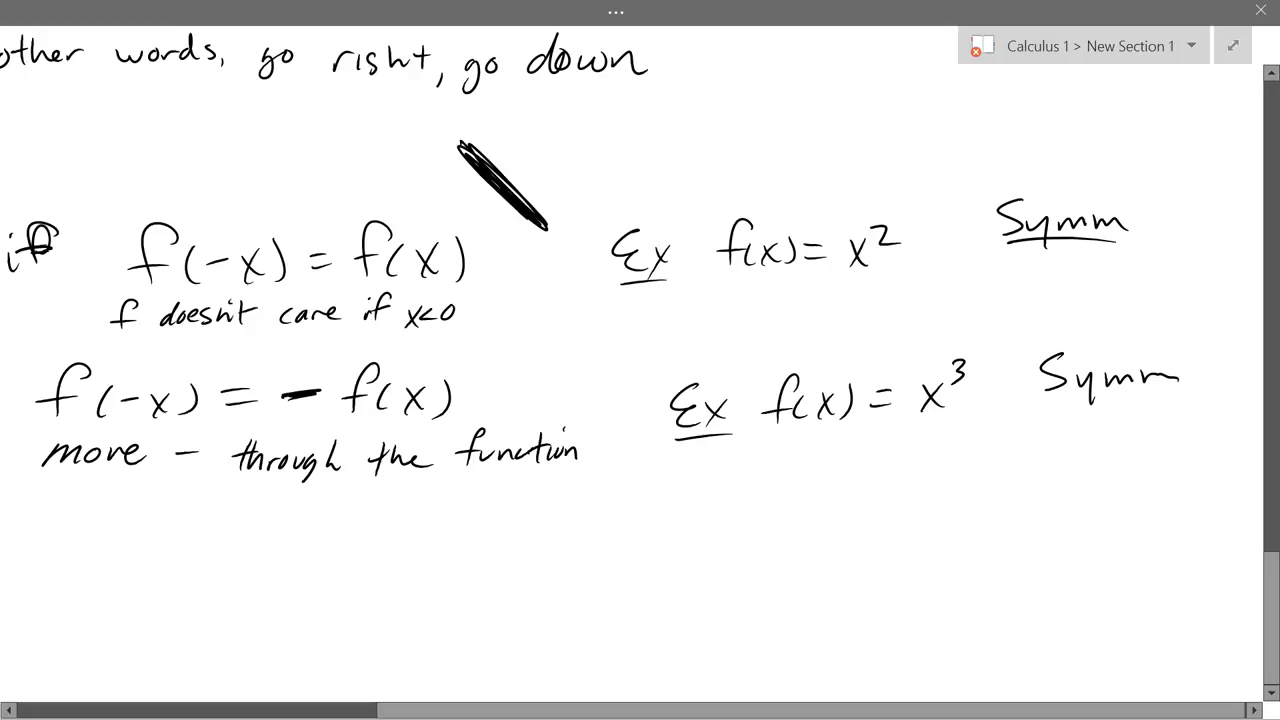 ...
Calculus 1 > New Section 1
other words, go right, go down
if f(-x) = f(x) Ex f(x) = x² Symm
f doesn't care if x<0
f(-x) = - f(x) Ex f(x) = x³ Symm
move - through the function